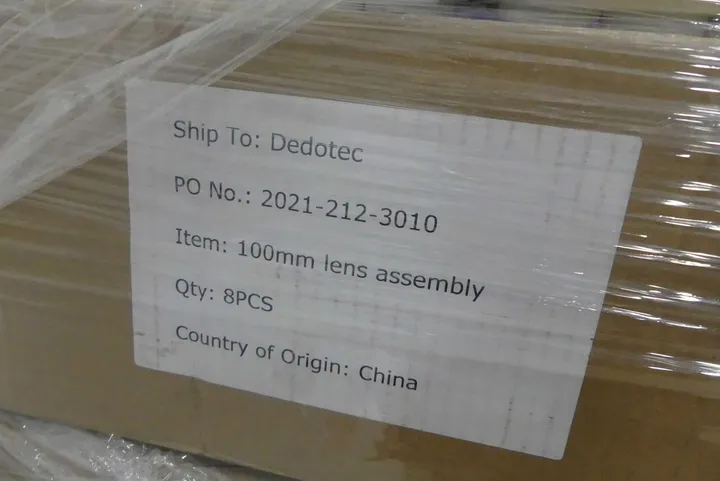 Ship To: Dedotec
PO No.: 2021-212-3010
Item: 100mm lens assembly
Qty: 8PCS
Country of Origin: China